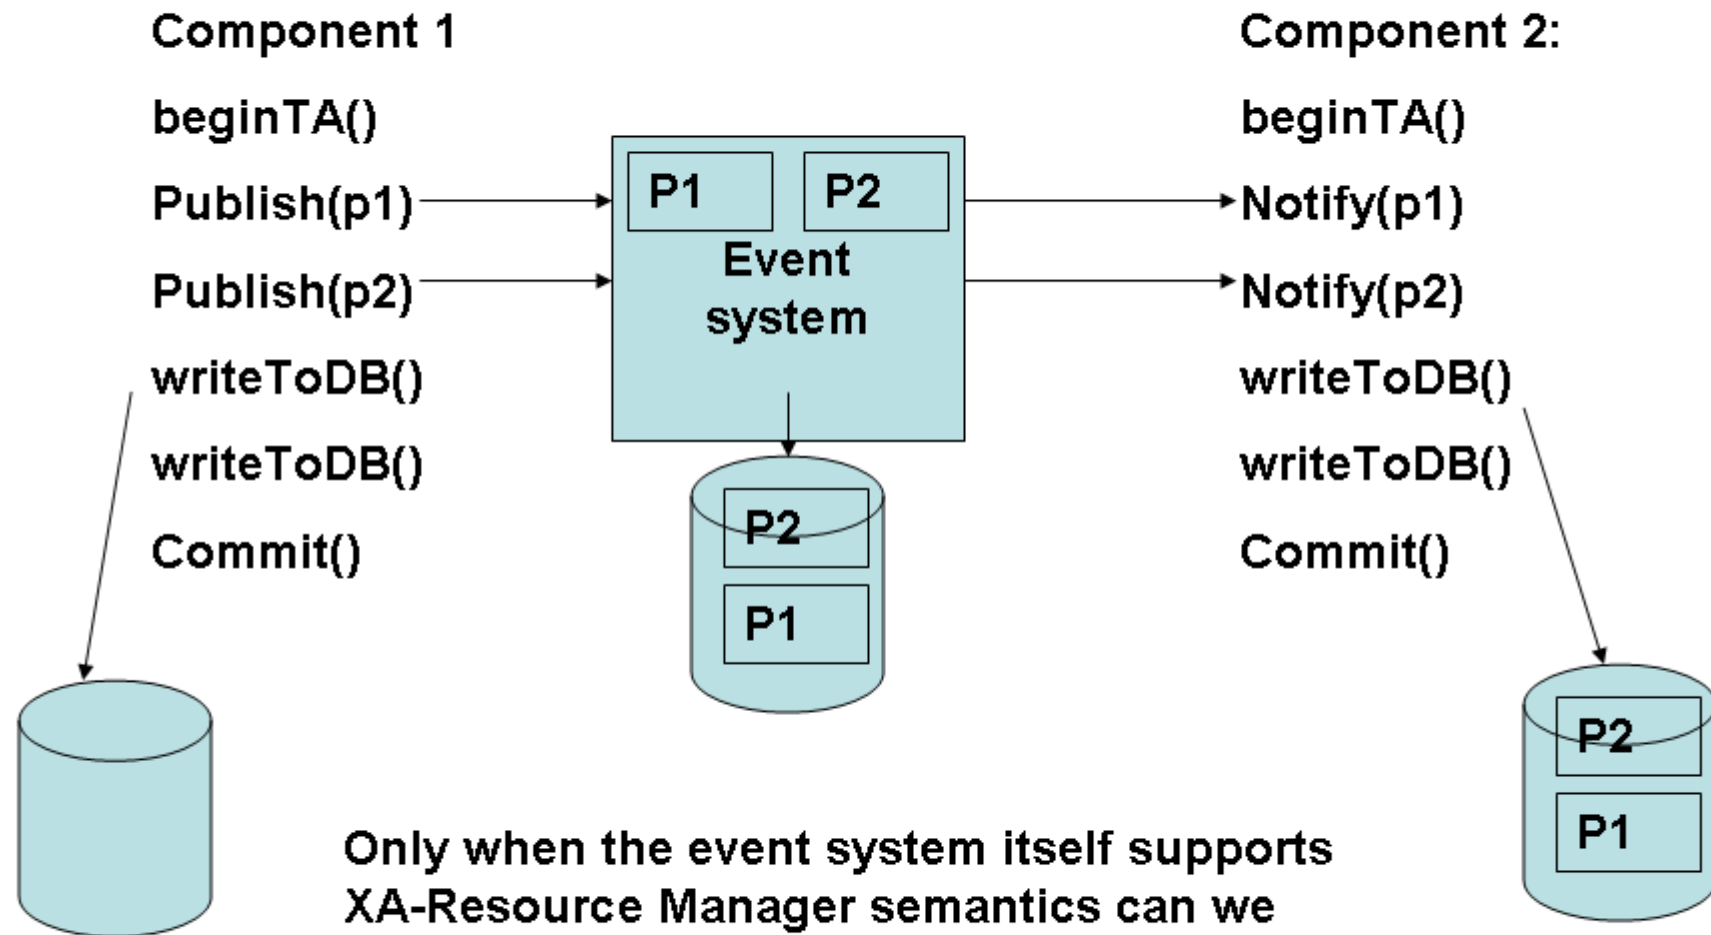 Component 1
beginTA()
Publish(p1)
Publish(p2)
writeToDB()
writeToDB()
Commit()
P1 P2
Event
system
P2
P1
Component 2:
beginTA()
Notify(p1)
Notify(p2)
writeToDB()
writeToDB()
Commit()
P2
P1
Only when the event system itself supports
XA-Resource Manager semantics can we